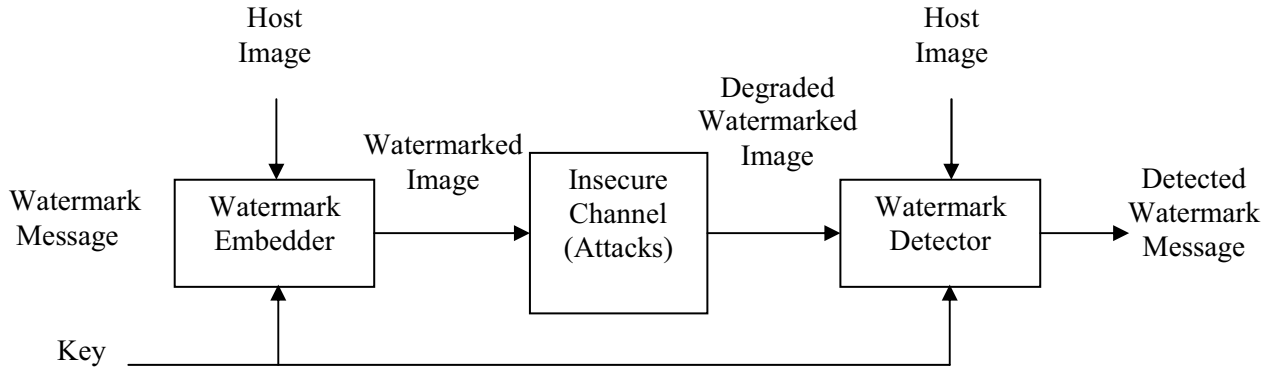 Host
Image
Host
Image
Degraded
Watermarked
Image
Watermarked
Image
Watermark
Message
Watermark
Embedder
Insecure
Channel
(Attacks)
Watermark
Detector
Detected
Watermark
Message
Key